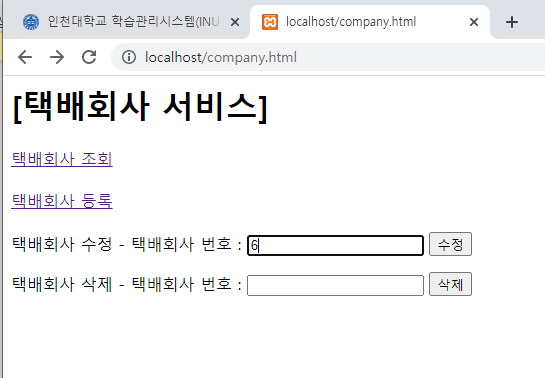 인천대학교 학습관리시스템(INU
localhost/company.html
localhost/company.html
[택배회사 서비스]
택배회사 조회
택배회사 등록
택배회사 수정 - 택배회사 번호 : 6 수정
택배회사 삭제 - 택배회사 번호 : 삭제